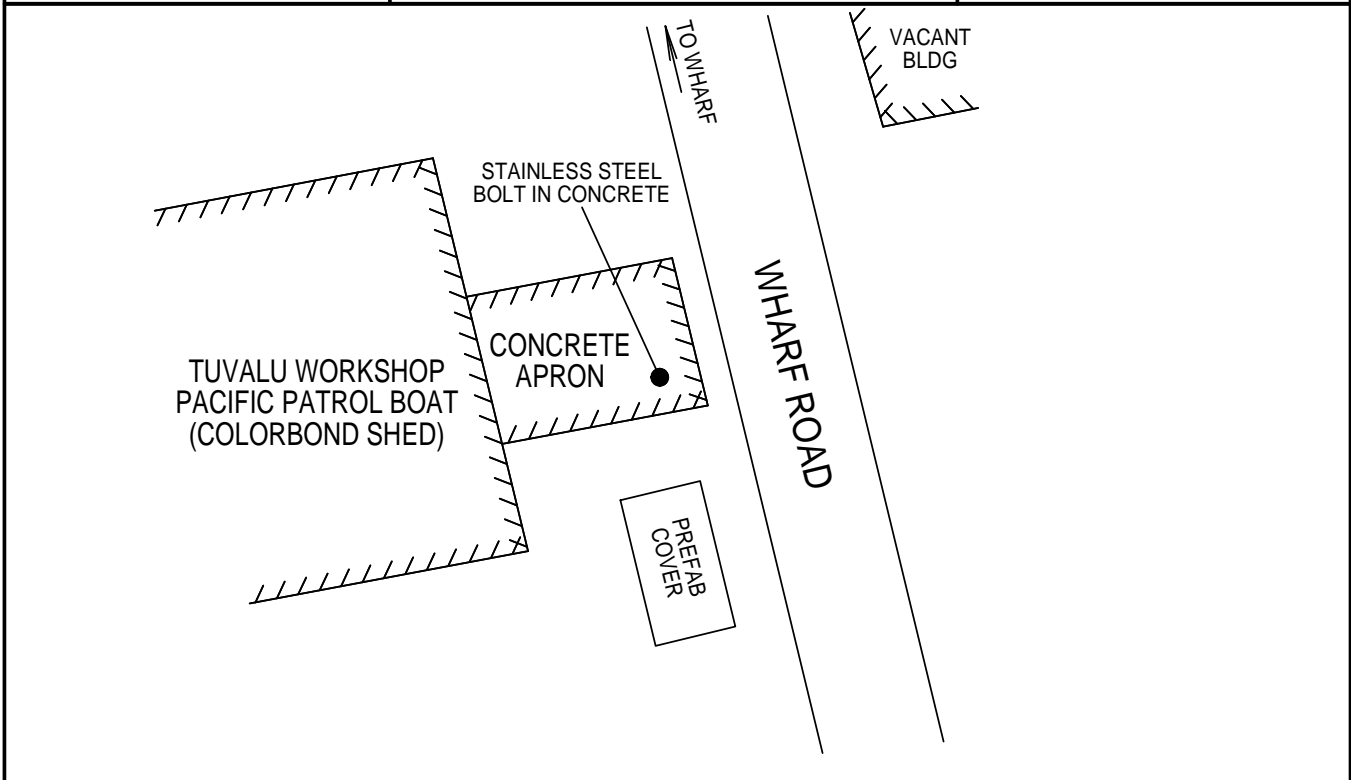 TO WHARF
VACANT
BLDG
STAINLESS STEEL
BOLT IN CONCRETE
WHARF ROAD
CONCRETE
APRON
TUVALU WORKSHOP
PACIFIC PATROL BOAT
(COLORBOND SHED)
PREFAB
COVER